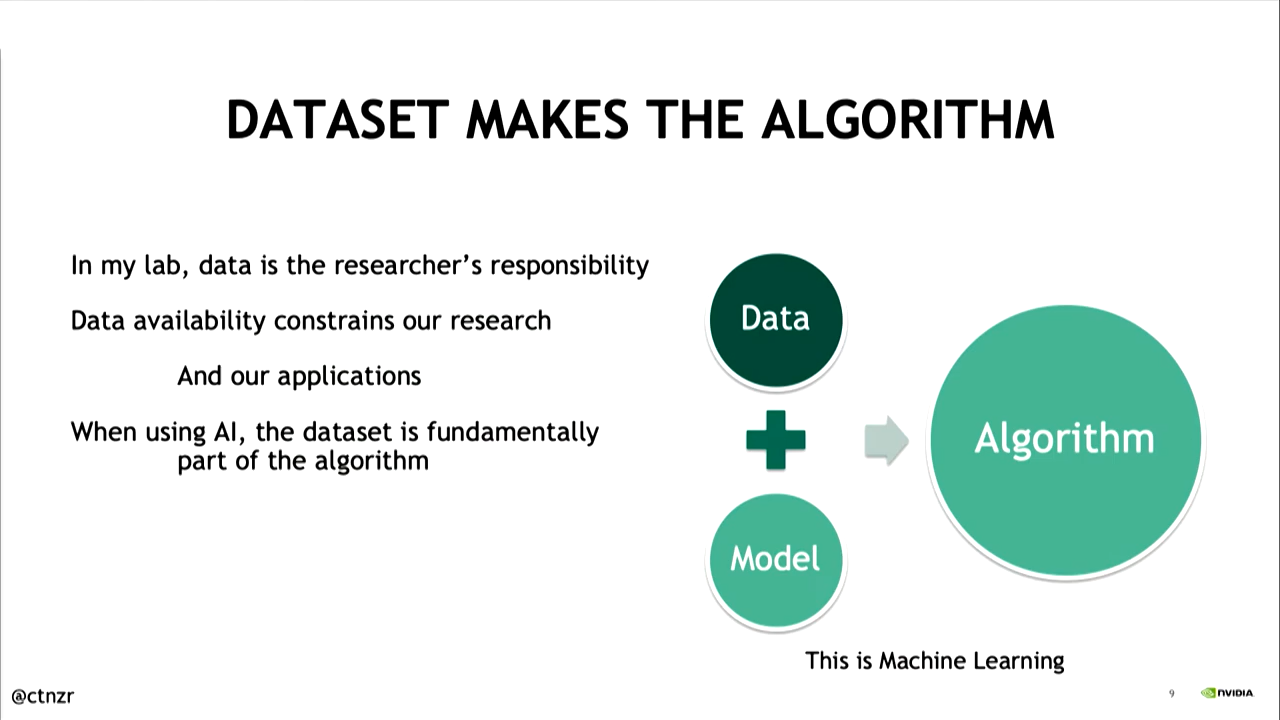 DATASET MAKES THE ALGORITHM
In my lab, data is the researcher’s responsibility
Data availability constrains our research
And our applications
When using AI, the dataset is fundamentally
part of the algorithm
Data
Model
Algorithm
This is Machine Learning
@ctnzr
9
NVIDIA